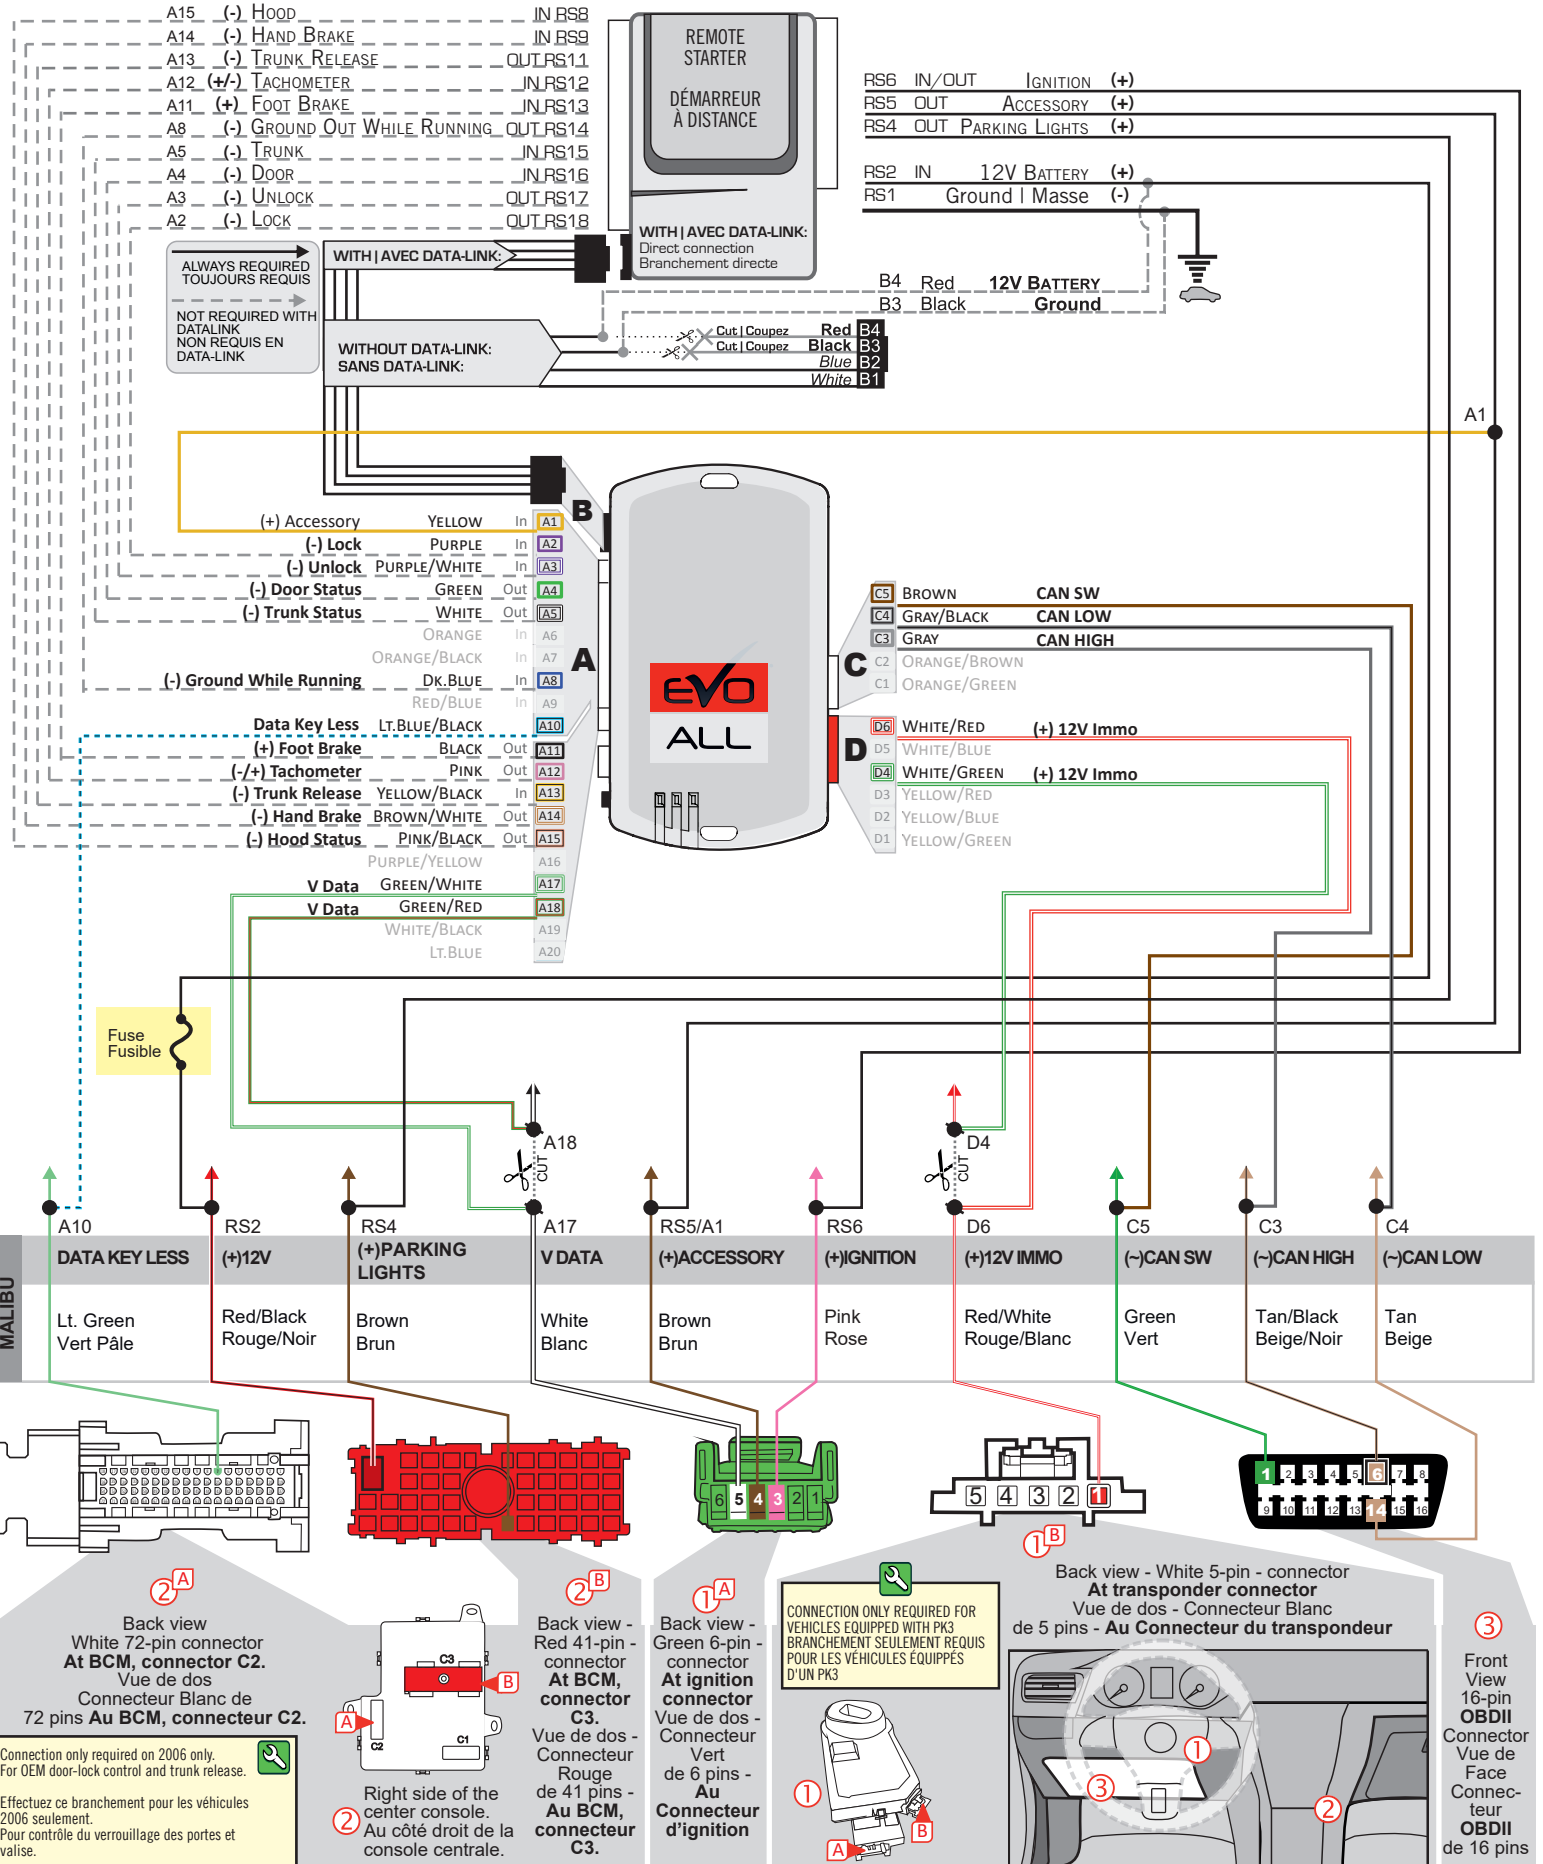 A15 (-) HOOD IN RS8
A14 (-) HAND BRAKE IN RS9
A13 (-) TRUNK RELEASE OUT RS11
A12 (+/-) TACHOMETER IN RS12
A11 (+) FOOT BRAKE IN RS13
A8 (-) GROUND OUT WHILE RUNNING OUT RS14
A5 (-) TRUNK IN RS15
A4 (-) DOOR IN RS16
A3 (-) UNLOCK OUT RS17
A2 (-) LOCK OUT RS18
REMOTE
STARTER
DÉMARREUR
À DISTANCE
WITH | AVEC DATA-LINK:
Direct connection
Branchement directe
RS6 IN/OUT IGNITION (+)
RS5 OUT ACCESSORY (+)
RS4 OUT PARKING LIGHTS (+)
RS2 IN 12V BATTERY (+)
RS1 Ground | Masse (-)
ALWAYS REQUIRED
TOUJOURS REQUIS
NOT REQUIRED WITH
DATALINK
NON REQUIS EN
DATA-LINK
WITH | AVEC DATA-LINK:
WITHOUT DATA-LINK:
SANS DATA-LINK:
B4 Red 12V BATTERY
B3 Black Ground
Cut | Coupez Red B4
Cut | Coupez Black B3
Blue B2
White B1
A1
B
(+) Accessory YELLOW In A1
(-) Lock PURPLE In A2
(-) Unlock PURPLE/WHITE In A3
(-) Door Status GREEN Out A4
(-) Trunk Status WHITE Out A5
ORANGE In A6
ORANGE/BLACK In A7
(-) Ground While Running DK.BLUE In A8
RED/BLUE In A9
Data Key Less LT.BLUE/BLACK A10
(+) Foot Brake BLACK Out A11
(-/+) Tachometer PINK Out A12
(-) Trunk Release YELLOW/BLACK In A13
(-) Hand Brake BROWN/WHITE Out A14
(-) Hood Status PINK/BLACK Out A15
PURPLE/YELLOW A16
V Data GREEN/WHITE A17
V Data GREEN/RED A18
WHITE/BLACK A19
LT.BLUE A20
A
EVO
ALL
C
C5 BROWN CAN SW
C4 GRAY/BLACK CAN LOW
C3 GRAY CAN HIGH
C2 ORANGE/BROWN
C1 ORANGE/GREEN
D
D6 WHITE/RED (+) 12V Immo
D5 WHITE/BLUE
D4 WHITE/GREEN (+) 12V Immo
D3 YELLOW/RED
D2 YELLOW/BLUE
D1 YELLOW/GREEN
Fuse
Fusible
A18
CUT
D4
CUT
A10 RS2 RS4 A17 RS5/A1 RS6 D6 C5 C3 C4
MALIBU
DATA KEY LESS
(+)12V
(+)PARKING
LIGHTS
V DATA
(+)ACCESSORY
(+)IGNITION
(+)12V IMMO
(~)CAN SW
(~)CAN HIGH
(~)CAN LOW
Lt. Green
Vert Pâle
Red/Black
Rouge/Noir
Brown
Brun
White
Blanc
Brown
Brun
Pink
Rose
Red/White
Rouge/Blanc
Green
Vert
Tan/Black
Beige/Noir
Tan
Beige
6 5 4 3 2 1
5 4 3 2 1
1 2 3 4 5 6 7 8
9 10 11 12 13 14 15 16
2 A
Back view
White 72-pin connector
At BCM, connector C2.
Vue de dos
Connecteur Blanc de
72 pins Au BCM, connecteur C2.
Connection only required on 2006 only.
For OEM door-lock control and trunk release.
Effectuez ce branchement pour les véhicules
2006 seulement.
Pour contrôle du verrouillage des portes et
valise.
C3
B
A
C2
C1
2
Right side of the
center console.
Au côté droit de la
console centrale.
2 B
Back view -
Red 41-pin -
connector
At BCM,
connector
C3.
Vue de dos -
Connecteur
Rouge
de 41 pins -
Au BCM,
connecteur
C3.
1 A
Back view -
Green 6-pin -
connector
At ignition
connector
Vue de dos -
Connecteur
Vert
de 6 pins -
Au
Connecteur
d'ignition
CONNECTION ONLY REQUIRED FOR
VEHICLES EQUIPPED WITH PK3
BRANCHEMENT SEULEMENT REQUIS
POUR LES VÉHICULES ÉQUIPPÉS
D'UN PK3
1
A
B
1 B
Back view - White 5-pin - connector
At transponder connector
Vue de dos - Connecteur Blanc
de 5 pins - Au Connecteur du transpondeur
1
3
2
3
Front
View
16-pin
OBDII
Connector
Vue de
Face
Connec-
teur
OBDII
de 16 pins